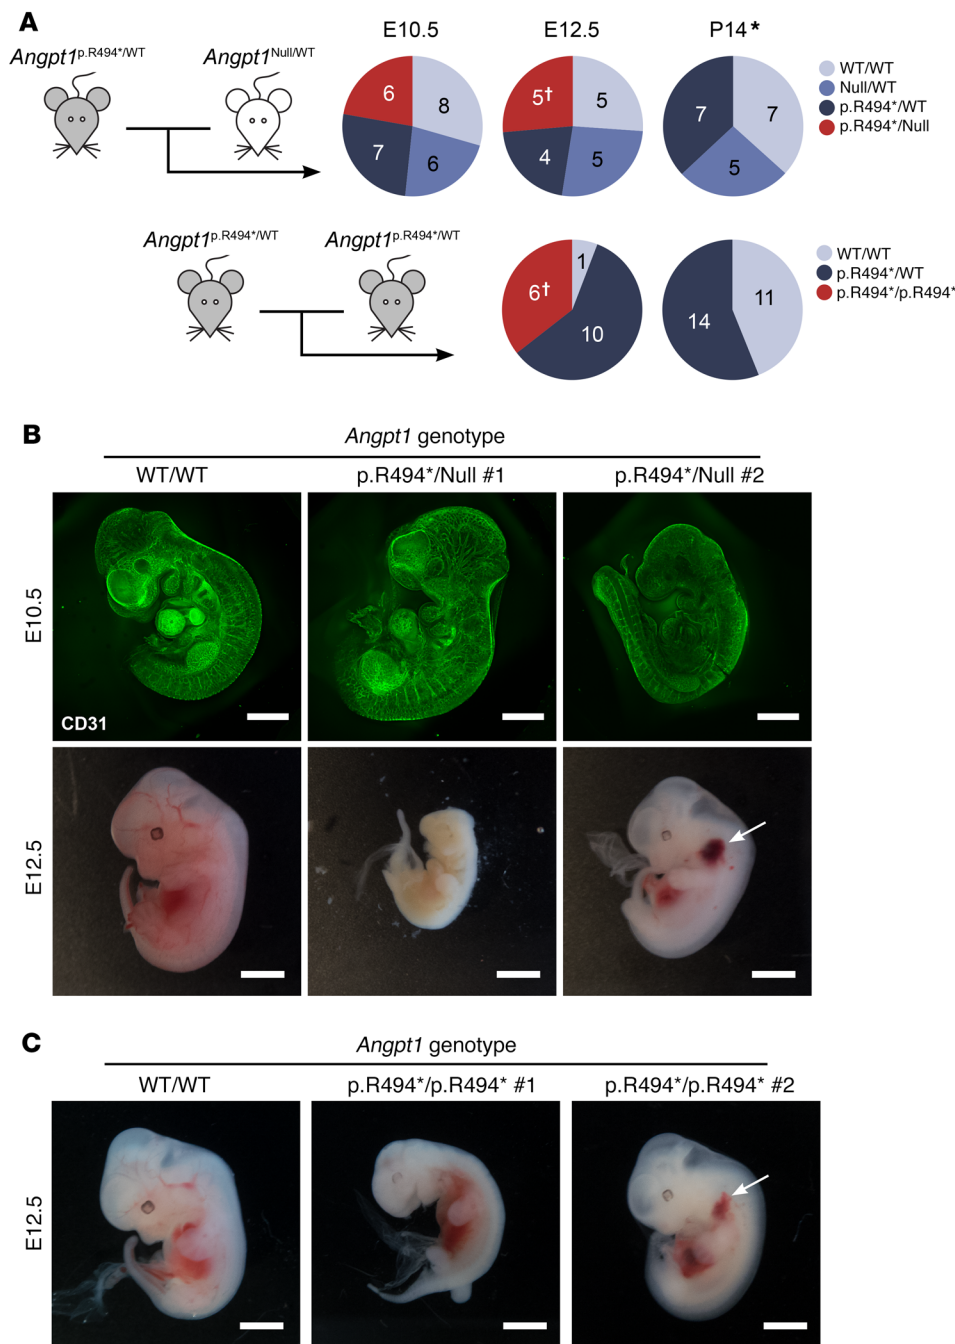 A
E10.5 E12.5 P14*
Angpt1p.R494*/WT Angpt1Null/WT
6 8 7 6
5† 5 4 5
7 7 5
WT/WT
Null/WT
p.R494*/WT
p.R494*/Null
Angpt1p.R494*/WT Angpt1p.R494*/WT
1 6† 10
11 14
WT/WT
p.R494*/WT
p.R494*/p.R494*
B
Angpt1 genotype
WT/WT p.R494*/Null #1 p.R494*/Null #2
E10.5
CD31
E12.5
C
Angpt1 genotype
WT/WT p.R494*/p.R494* #1 p.R494*/p.R494* #2
E12.5